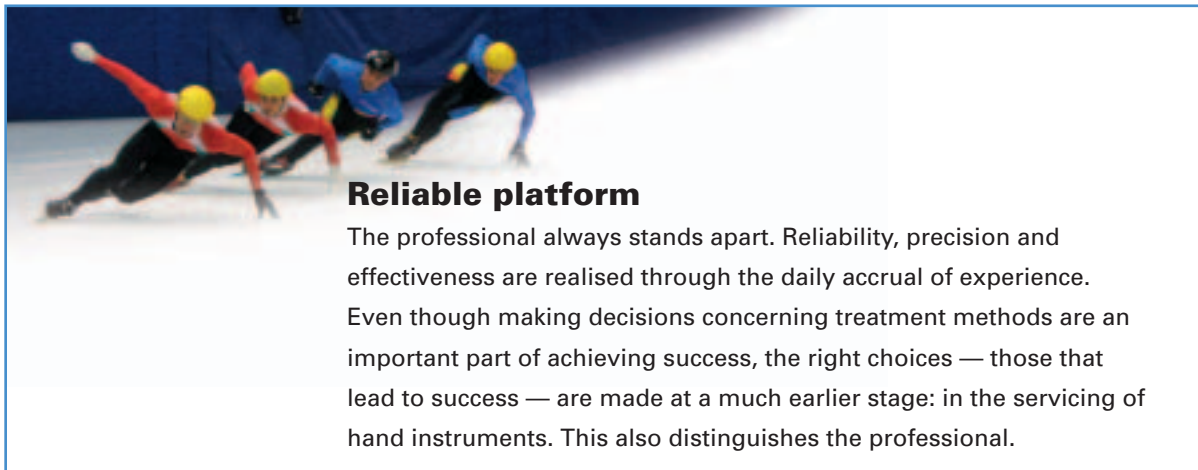 Reliable platform
The professional always stands apart. Reliability, precision and
effectiveness are realised through the daily accrual of experience.
Even though making decisions concerning treatment methods are an
important part of achieving success, the right choices — those that
lead to success — are made at a much earlier stage: in the servicing of
hand instruments. This also distinguishes the professional.